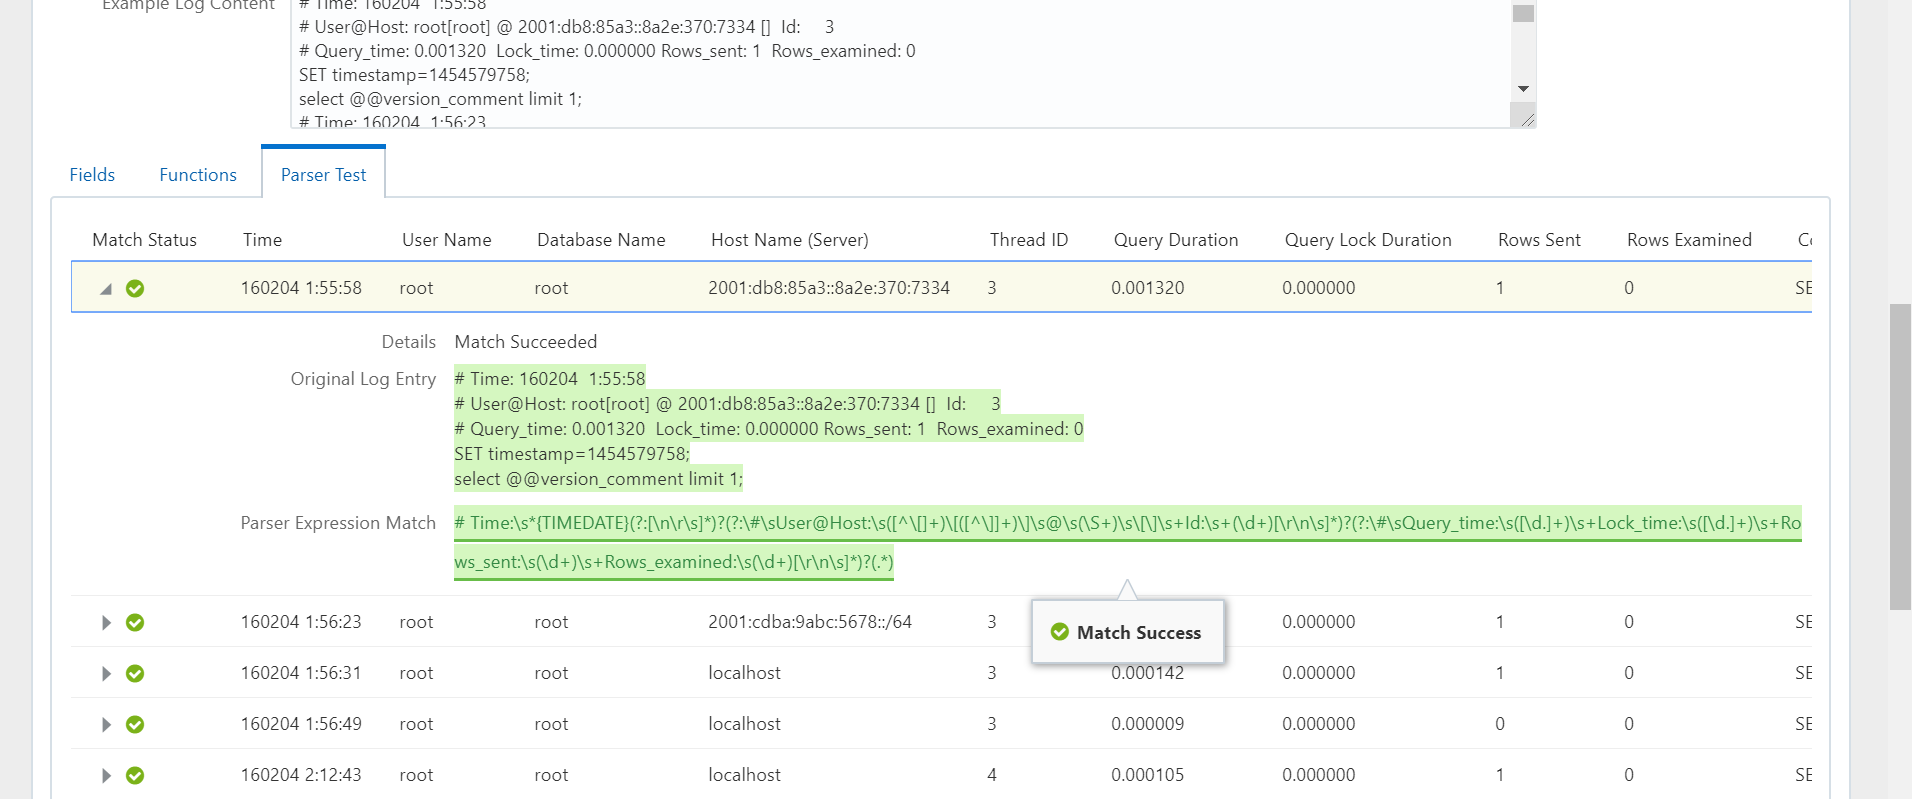 Example Log Content
# Time: 160204  1:55:58
# User@Host: root[root] @ 2001:db8:85a3::8a2e:370:7334 []  Id:     3
# Query_time: 0.001320  Lock_time: 0.000000 Rows_sent: 1  Rows_examined: 0
SET timestamp=1454579758;
select @@version_comment limit 1;
# Time: 160204  1:56:23
Fields Functions Parser Test
Match Status Time User Name Database Name Host Name (Server) Thread ID Query Duration Query Lock Duration Rows Sent Rows Examined
160204 1:55:58 root root 2001:db8:85a3::8a2e:370:7334 3 0.001320 0.000000 1 0 SE
Details Match Succeeded
Original Log Entry # Time: 160204  1:55:58
# User@Host: root[root] @ 2001:db8:85a3::8a2e:370:7334 []  Id:     3
# Query_time: 0.001320  Lock_time: 0.000000 Rows_sent: 1  Rows_examined: 0
SET timestamp=1454579758;
select @@version_comment limit 1;
Parser Expression Match # Time:\s*{TIMEDATE}(?:[\n\r\s]*)?(?:\#\sUser@Host:\s([^\[]+)\[([^\]]+)\]\s@\s(\S+)\s\[\]\s+Id:\s+(\d+)[\r\n\s]*)?(?:\#\sQuery_time:\s([\d.]+)\s+Lock_time:\s([\d.]+)\s+Ro
ws_sent:\s(\d+)\s+Rows_examined:\s(\d+)[\r\n\s]*)?(.*)
160204 1:56:23 root root 2001:cdba:9abc:5678::/64 3 0.000000 1 0 SE
Match Success
160204 1:56:31 root root localhost 3 0.000142 0.000000 1 0 SE
160204 1:56:49 root root localhost 3 0.000009 0.000000 0 0 SE
160204 2:12:43 root root localhost 4 0.000105 0.000000 1 0 SE